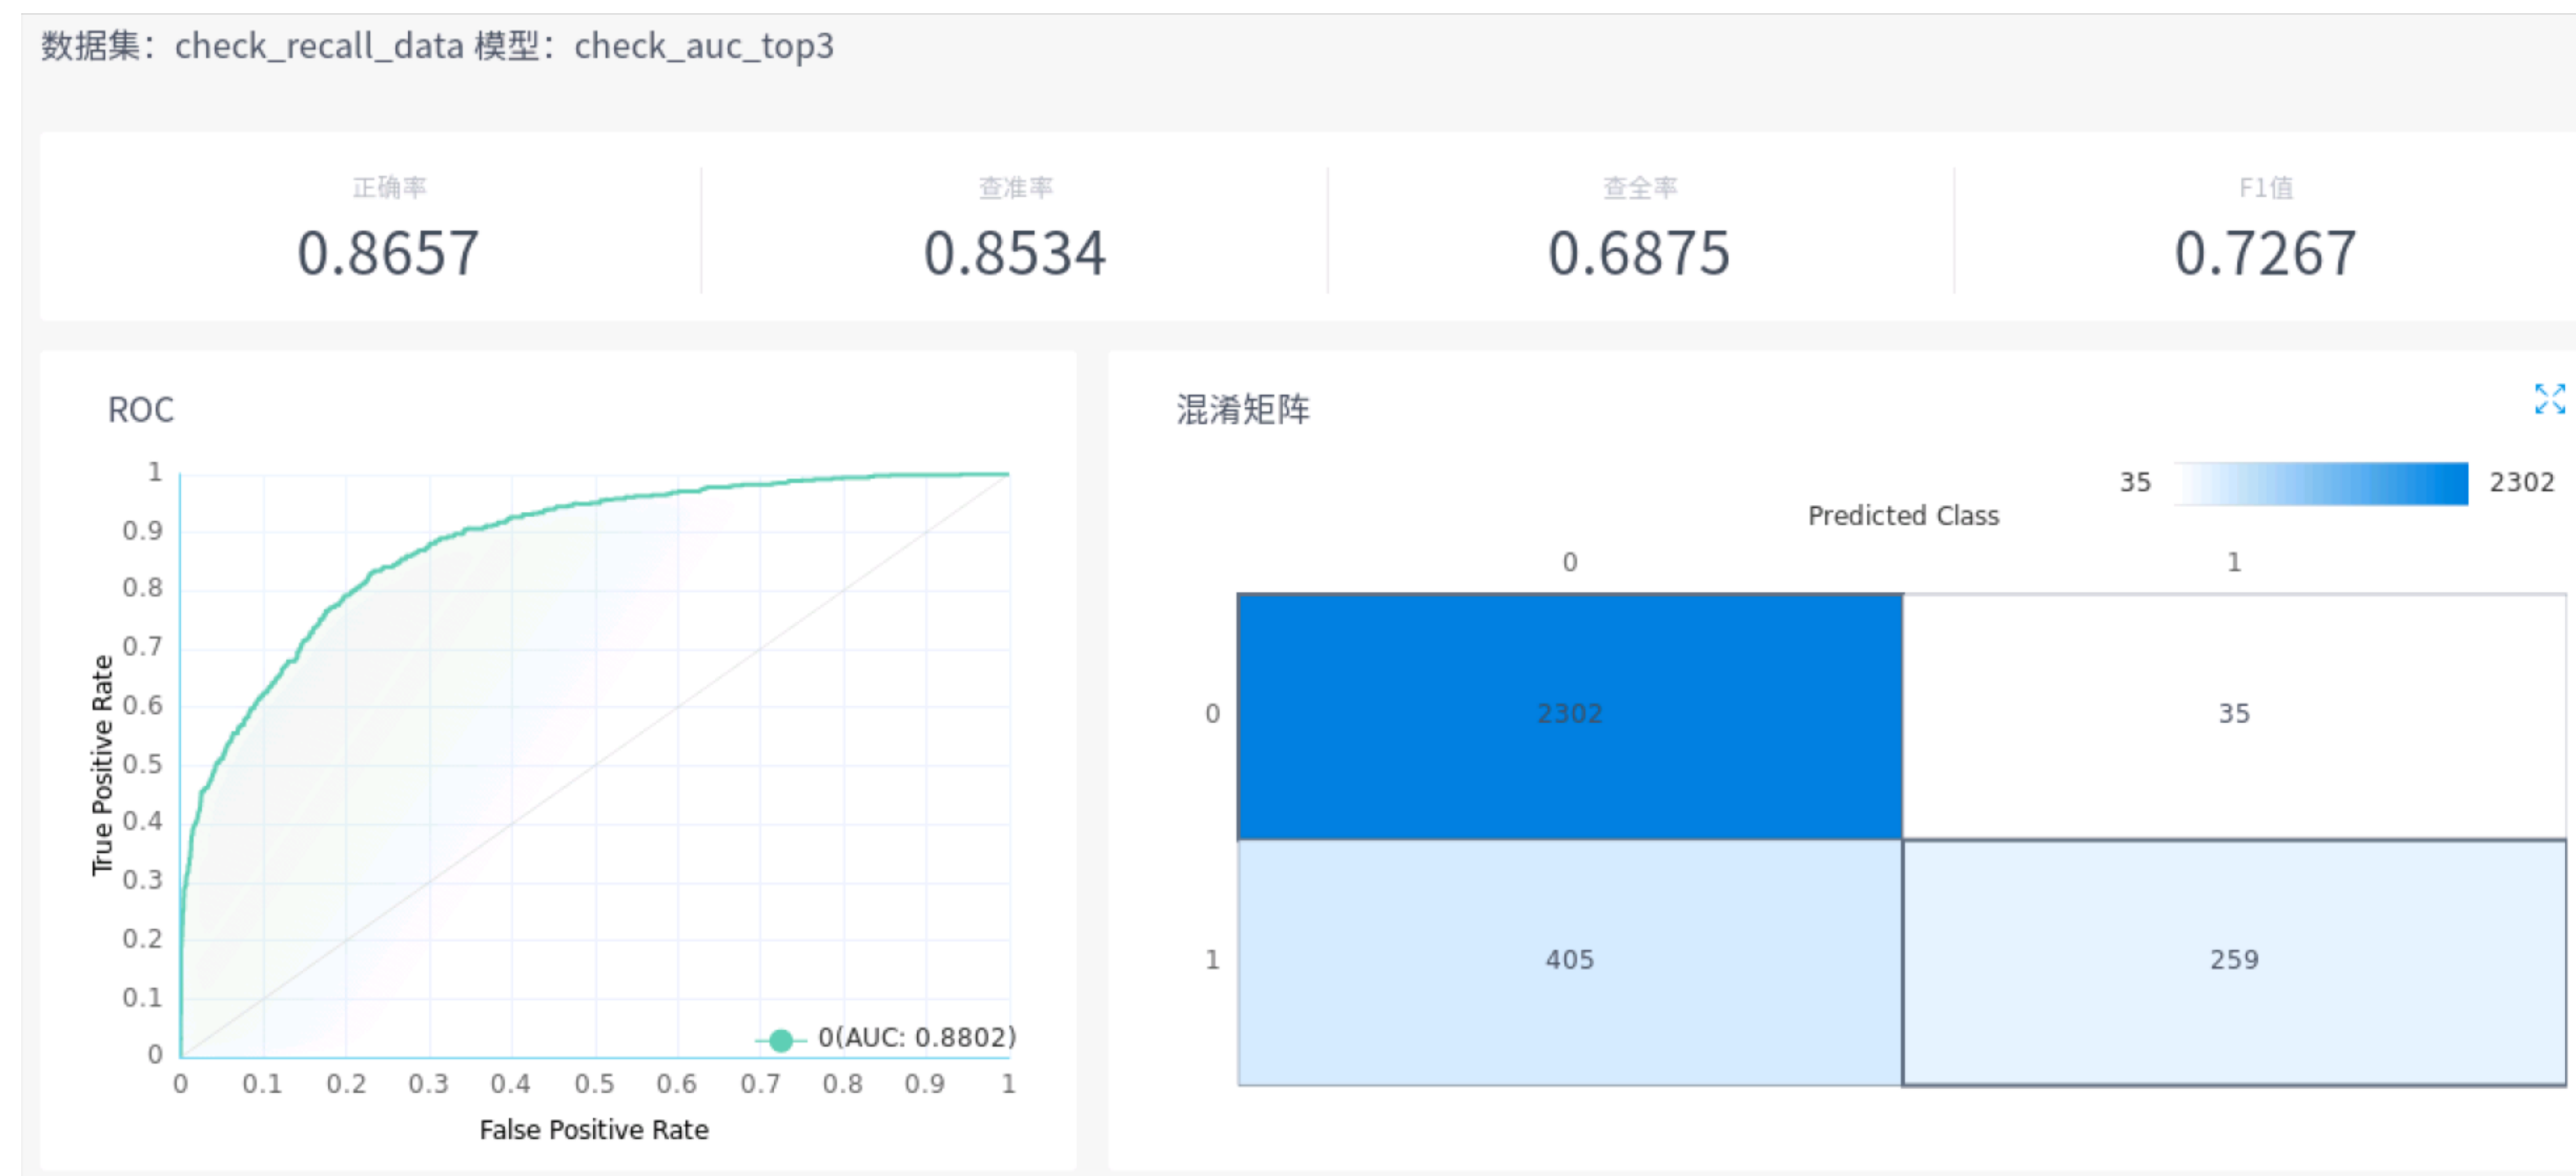 数据集：check_recall_data 模型：check_auc_top3
正确率
0.8657
查准率
0.8534
查全率
0.6875
F1值
0.7267
ROC
1
0.9
0.8
0.7
0.6
0.5
0.4
0.3
0.2
0.1
0
True Positive Rate
0(AUC: 0.8802)
0 0.1 0.2 0.3 0.4 0.5 0.6 0.7 0.8 0.9 1
False Positive Rate
混淆矩阵
35 2302
Predicted Class
0 1
0 2302 35
1 405 259